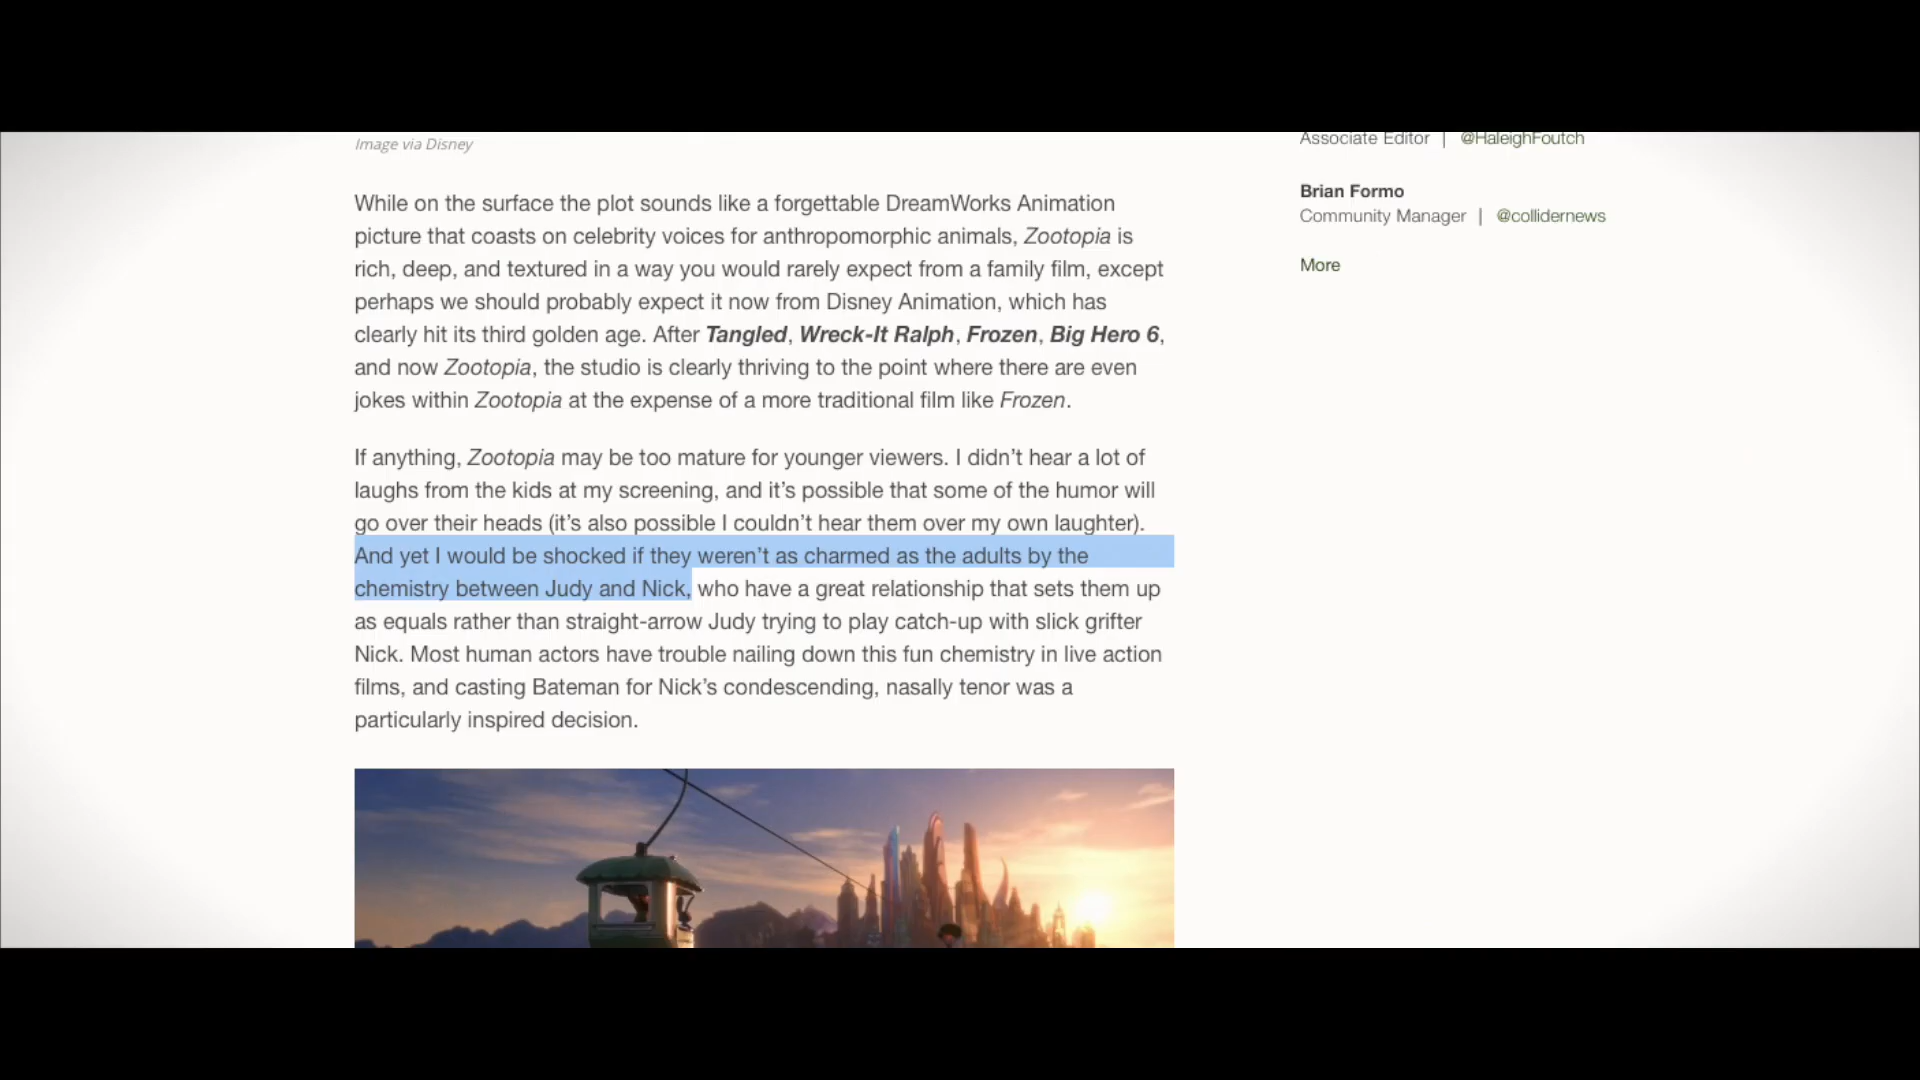 Image via Disney
While on the surface the plot sounds like a forgettable DreamWorks Animation
picture that coasts on celebrity voices for anthropomorphic animals, Zootopia is
rich, deep, and textured in a way you would rarely expect from a family film, except
perhaps we should probably expect it now from Disney Animation, which has
clearly hit its third golden age. After Tangled, Wreck-It Ralph, Frozen, Big Hero 6,
and now Zootopia, the studio is clearly thriving to the point where there are even
jokes within Zootopia at the expense of a more traditional film like Frozen.
If anything, Zootopia may be too mature for younger viewers. I didn’t hear a lot of
laughs from the kids at my screening, and it’s possible that some of the humor will
go over their heads (it’s also possible I couldn’t hear them over my own laughter).
And yet I would be shocked if they weren’t as charmed as the adults by the
chemistry between Judy and Nick, who have a great relationship that sets them up
as equals rather than straight-arrow Judy trying to play catch-up with slick grifter
Nick. Most human actors have trouble nailing down this fun chemistry in live action
films, and casting Bateman for Nick’s condescending, nasally tenor was a
particularly inspired decision.
Associate Editor | @HaleighFoutch
Brian Formo
Community Manager | @collidernews
More